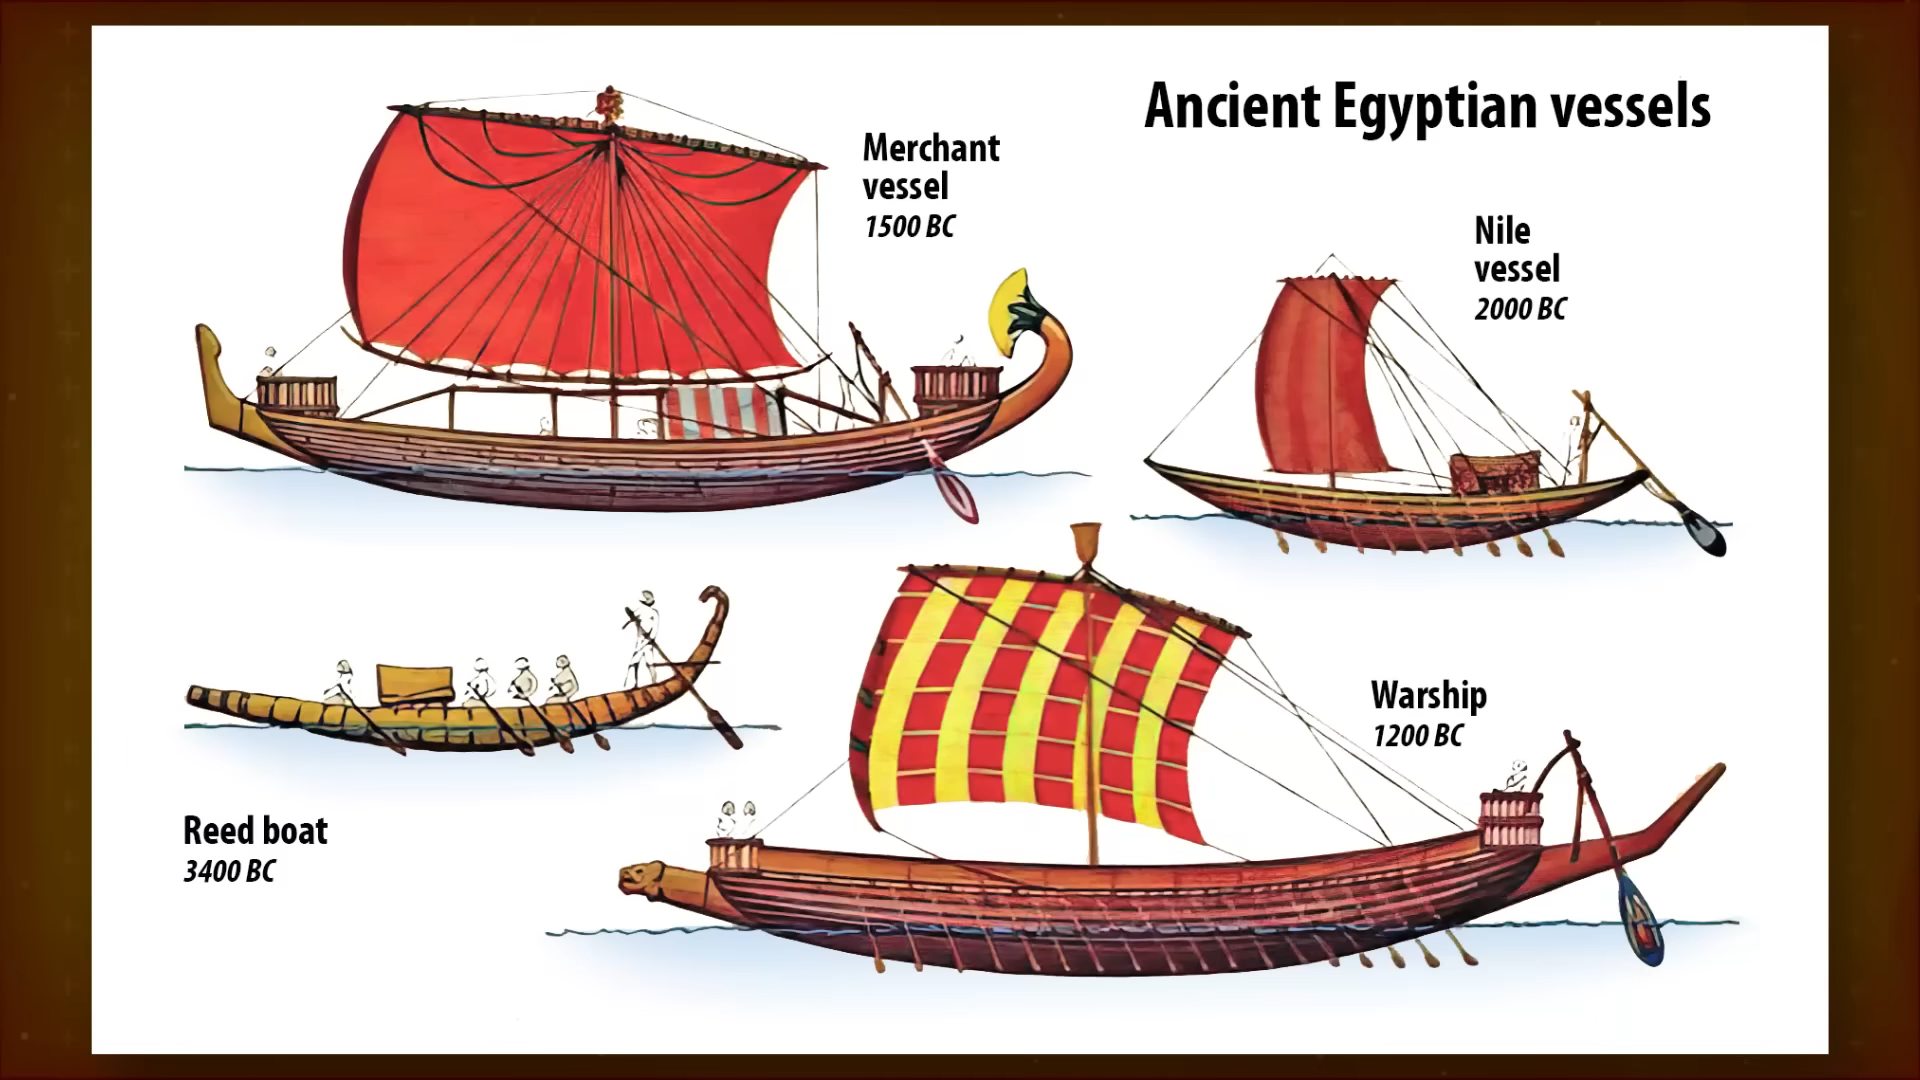 Ancient Egyptian vessels
Merchant
vessel
1500 BC
Nile
vessel
2000 BC
Reed boat
3400 BC
Warship
1200 BC